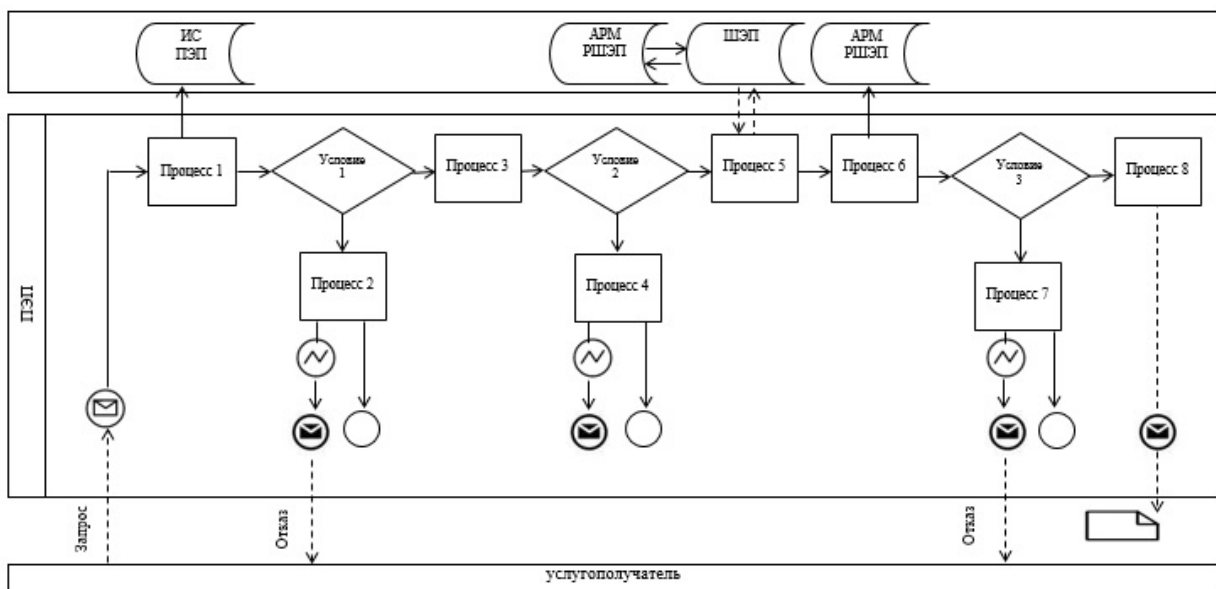 ИС
ПЭП
АРМ
РШЭП
ШЭП
АРМ
РШЭП
ПЭП
Процесс 1
Условие
1
Процесс 3
Условие
2
Процесс 5
Процесс 6
Условие
3
Процесс 8
Процесс 2
Процесс 4
Процесс 7
Запрос
Отказ
Отказ
услугополучатель